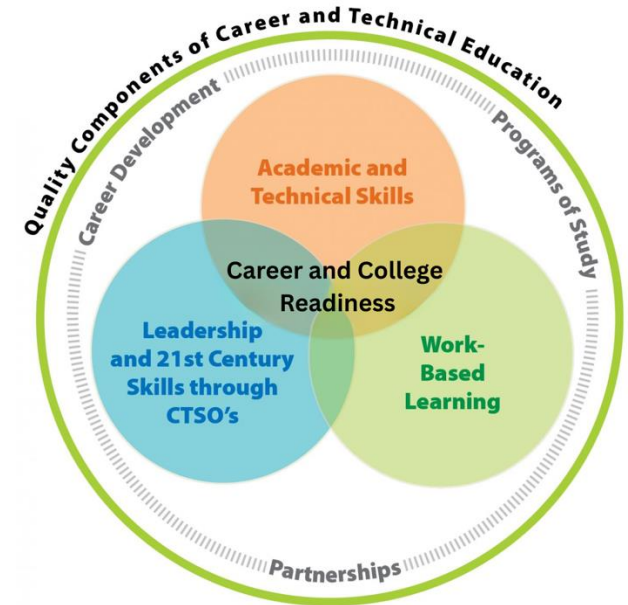 Quality Components of Career and Technical Education
Career Development
Programs of Study
Academic and
Technical Skills
Career and College
Readiness
Leadership
and 21st Century
Skills through
CTSO's
Work-
Based
Learning
Partnerships